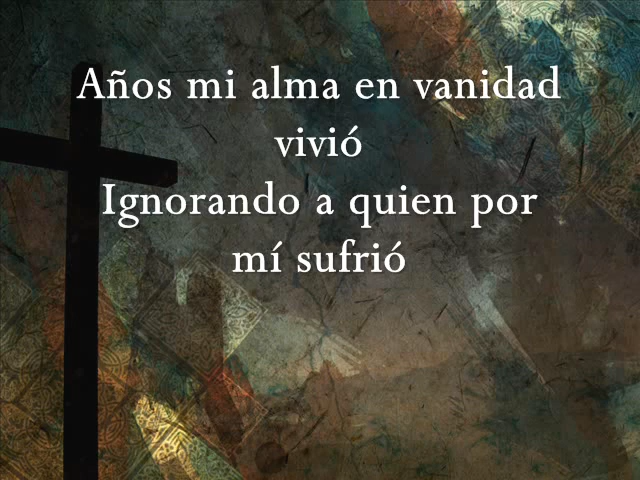 Años mi alma en vanidad
vivió
Ignorando a quien por
mí sufrió